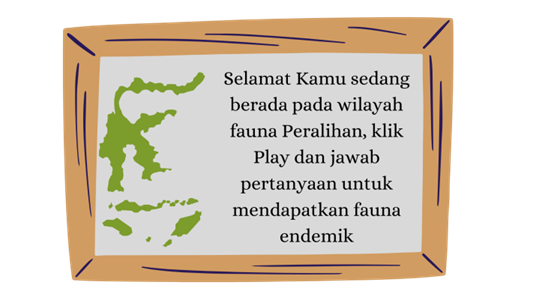 Selamat Kamu sedang
berada pada wilayah
fauna Peralihan, klik
Play dan jawab
pertanyaan untuk
mendapatkan fauna
endemik